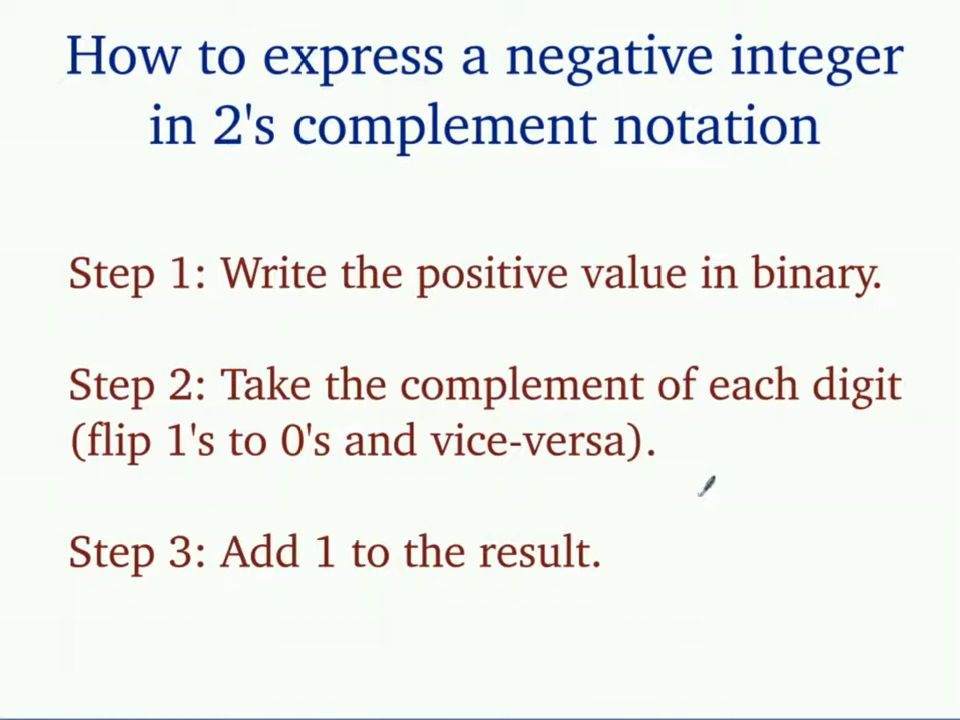 How to express a negative integer
in 2's complement notation
Step 1: Write the positive value in binary.
Step 2: Take the complement of each digit
(flip 1's to 0's and vice-versa).
Step 3: Add 1 to the result.